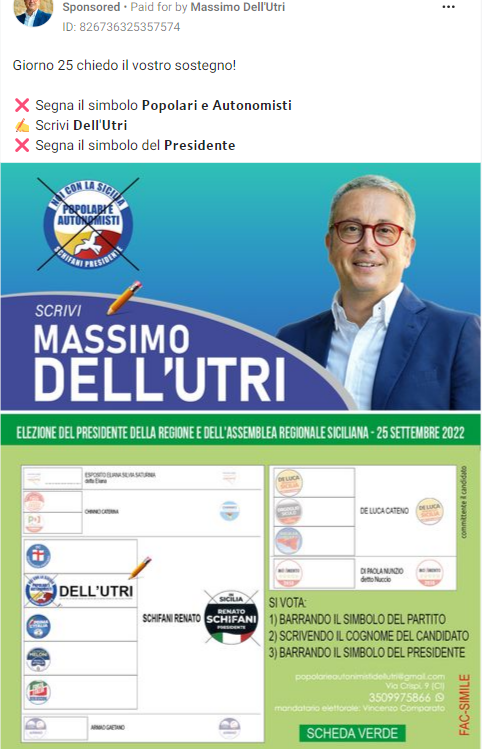 Sponsored • Paid for by Massimo Dell'Utri
ID: 826736325357574
Giorno 25 chiedo il vostro sostegno!
❌ Segna il simbolo Popolari e Autonomisti
✍️ Scrivi Dell'Utri
❌ Segna il simbolo del Presidente
NOI CON LA SICILIA
POPOLARI E
AUTONOMISTI
SCHIFANI PRESIDENTE
SCRIVI
MASSIMO
DELL'UTRI
ELEZIONE DEL PRESIDENTE DELLA REGIONE E DELL'ASSEMBLEA REGIONALE SICILIANA - 25 SETTEMBRE 2022
ESPOSITO ELIANA SILVIA SATURNIA
detta Eliana
CHINNICI CATERINA
DELL'UTRI
SCHIFANI RENATO
IN
SICILIA
RENATO
SCHIFANI
PRESIDENTE
ARMAO GAETANO
DE LUCA
SICILIA
DE LUCA CATENO
DE LUCA
DI PAOLA NUNZIO
detto Nuccio
committente il candidato
SI VOTA:
1) BARRANDO IL SIMBOLO DEL PARTITO
2) SCRIVENDO IL COGNOME DEL CANDIDATO
3) BARRANDO IL SIMBOLO DEL PRESIDENTE
popolarieautonomistidellutri@gmail.com
Via Crispi, 9 (Cl)
3509975866
mandatario elettorale: Vincenzo Comparato
SCHEDA VERDE
FAC-SIMILE